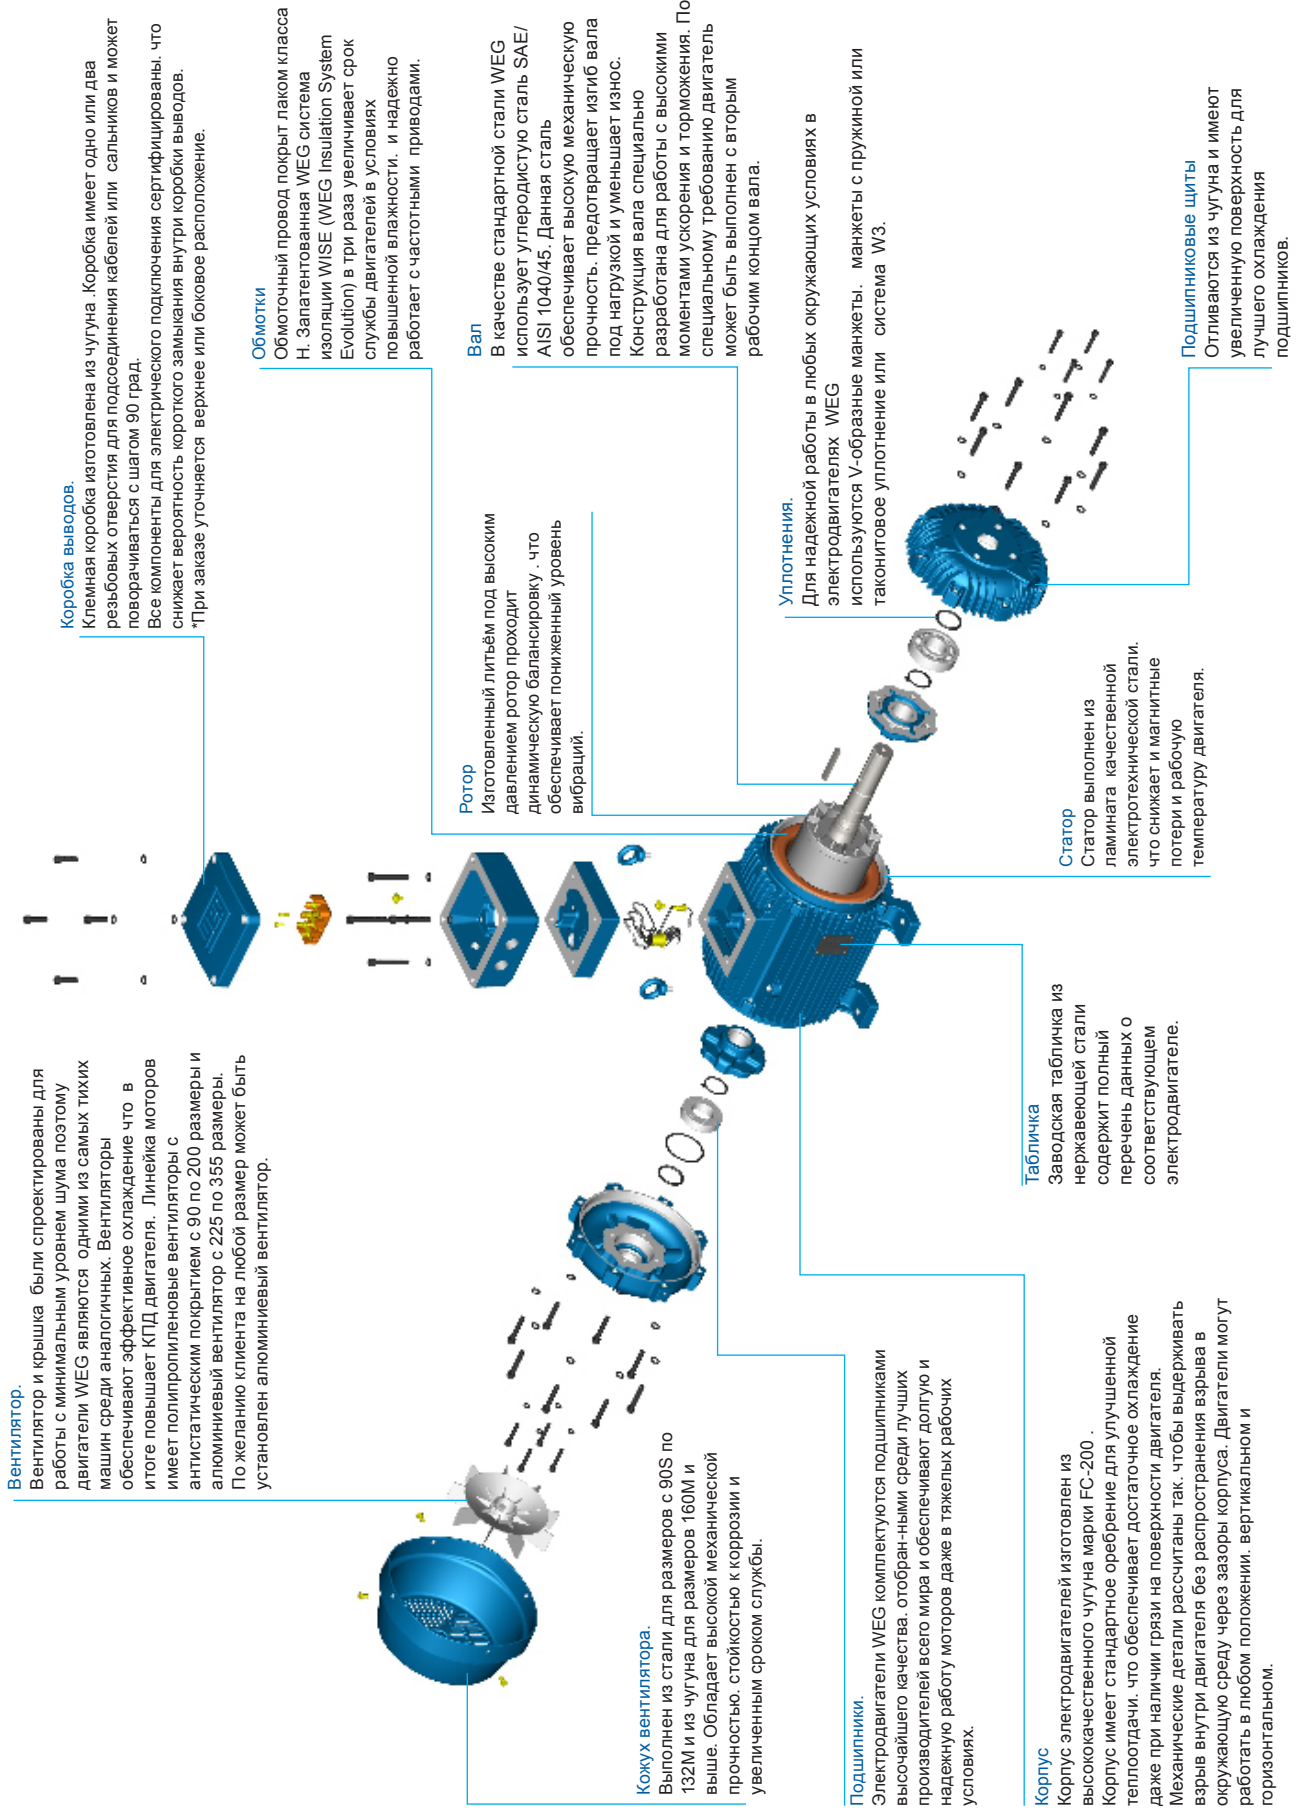 Вентилятор.
Вентилятор и крышка были спроектированы для
работы с минимальным уровнем шума поэтому
двигатели WEG являются одними из самых тихих
машин среди аналогичных. Вентиляторы
обеспечивают эффективное охлаждение что в
итоге повышает КПД двигателя. Линейка моторов
имеет полипропиленовые вентиляторы с
антистатическим покрытием с 90 по 200 размеры и
алюминиевый вентилятор с 225 по 355 размеры.
По желанию клиента на любой размер может быть
установлен алюминиевый вентилятор.
Коробка выводов.
Клемная коробка изготовлена из чугуна .Коробка имеет одно или два
резьбовых отверстия для подсоединения кабелей или сальников и может
поворачиваться с шагом 90 град.
Все компоненты для электрического подключения сертифицированы. что
снижает вероятность короткого замыкания внутри коробки выводов.
*При заказе уточняется верхнее или боковое расположение.
Обмотки
Обмоточный провод покрыт лаком класса
Н. Запатентованная WEG система
изоляции WISE (WEG Insulation System
Evolution) в три раза увеличивает срок
службы двигателей в условиях
повышенной влажности. и надежно
работает с частотными приводами.
Ротор
Изготовленный литьём под высоким
давлением ротор проходит
динамическую балансировку . что
обеспечивает пониженный уровень
вибраций.
Вал
В качестве стандартной стали WEG
использует углеродистую сталь SAE/
AISI 1040/45. Данная сталь
обеспечивает высокую механическую
прочность. предотвращает изгиб вала
под нагрузкой и уменьшает износ.
Конструкция вала специально
разработана для работы с высокими
моментами ускорения и торможения. По
специальному требованию двигатель
может быть выполнен с вторым
рабочим концом вала.
Уплотнения.
Для надежной работы в любых окружающих условиях в
электродвигателях WEG
используются V-образные манжеты. манжеты с пружиной или
таконитовое уплотнение или система W3.
Подшипниковые щиты
Отливаются из чугуна и имеют
увеличенную поверхность для
лучшего охлаждения
подшипников.
Статор
Статор выполнен из
ламината качественной
электротехнической стали.
что снижает и магнитные
потери и рабочую
температуру двигателя.
Табличка
Заводская табличка из
нержавеющей стали
содержит полный
перечень данных о
соответствующем
электродвигателе.
Кожух вентилятора.
Выполнен из стали для размеров с 90S по
132М и из чугуна для размеров 160М и
выше. Обладает высокой механической
прочностью. стойкостью к коррозии и
увеличенным сроком службы.
Подшипники.
Электродвигатели WEG комплектуются подшипниками
высочайшего качества. отобран-ными среди лучших
производителей всего мира и обеспечивают долгую и
надежную работу моторов даже в тяжелых рабочих
условиях.
Корпус
Корпус электродвигателей изготовлен из
высококачественного чугуна марки FC-200 .
Корпус имеет стандартное оребрение для улучшенной
теплоотдачи. что обеспечивает достаточное охлаждение
даже при наличии грязи на поверхности двигателя.
Механические детали рассчитаны так. чтобы выдерживать
взрыв внутри двигателя без распространения взрыва в
окружающую среду через зазоры корпуса. Двигатели могут
работать в любом положении. вертикальном и
горизонтальном.